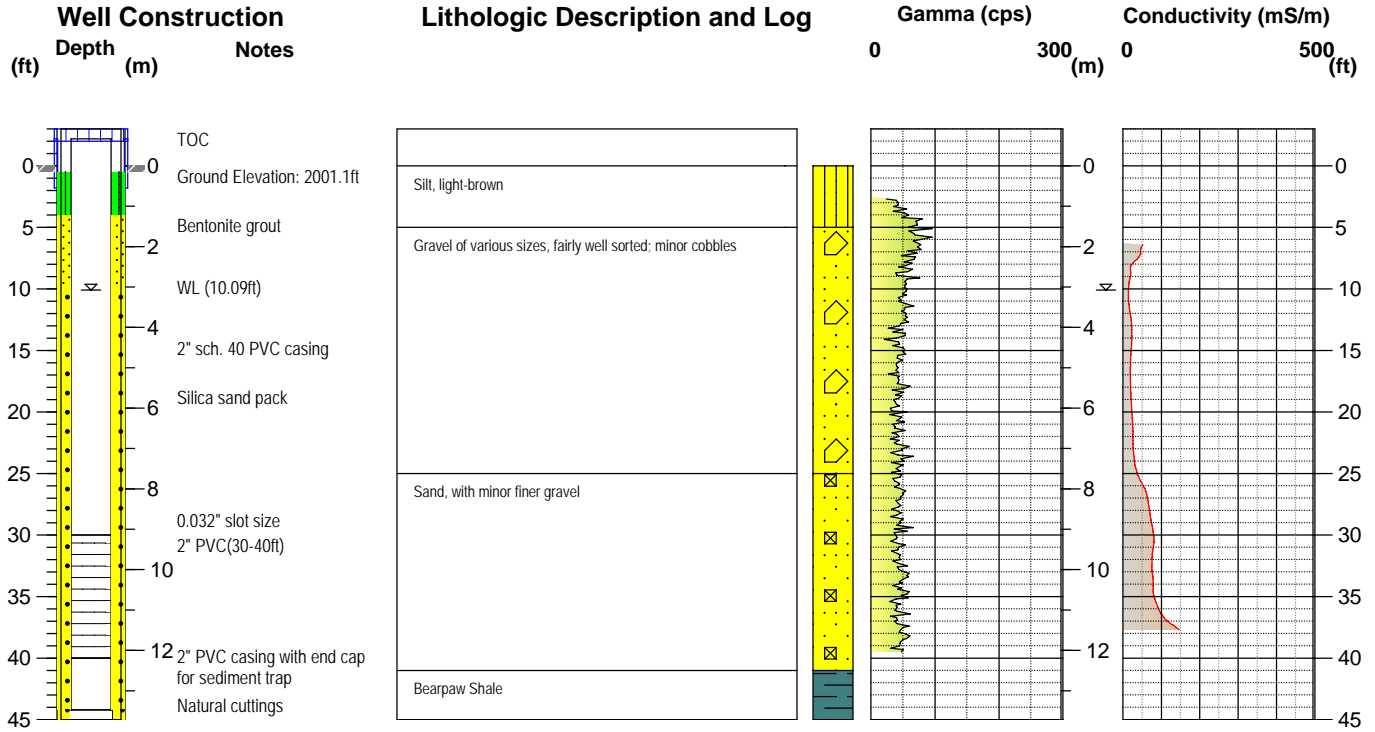 Well Construction
Lithologic Description and Log
Gamma (cps)
Conductivity (mS/m)
Depth
Notes
(ft)
(m)
0
300
(m)
0
500
(ft)
TOC
0
0
Ground Elevation: 2001.1ft
Silt, light-brown
0
0
5
Bentonite grout
2
Gravel of various sizes, fairly well sorted; minor cobbles
2
5
10
WL (10.09ft)
10
4
4
15
2" sch. 40 PVC casing
15
Silica sand pack
20
6
6
20
25
25
8
Sand, with minor finer gravel
8
0.032" slot size
30
2" PVC(30-40ft)
30
10
10
35
35
12
12
40
2" PVC casing with end cap
for sediment trap
40
Bearpaw Shale
Natural cuttings
45
45